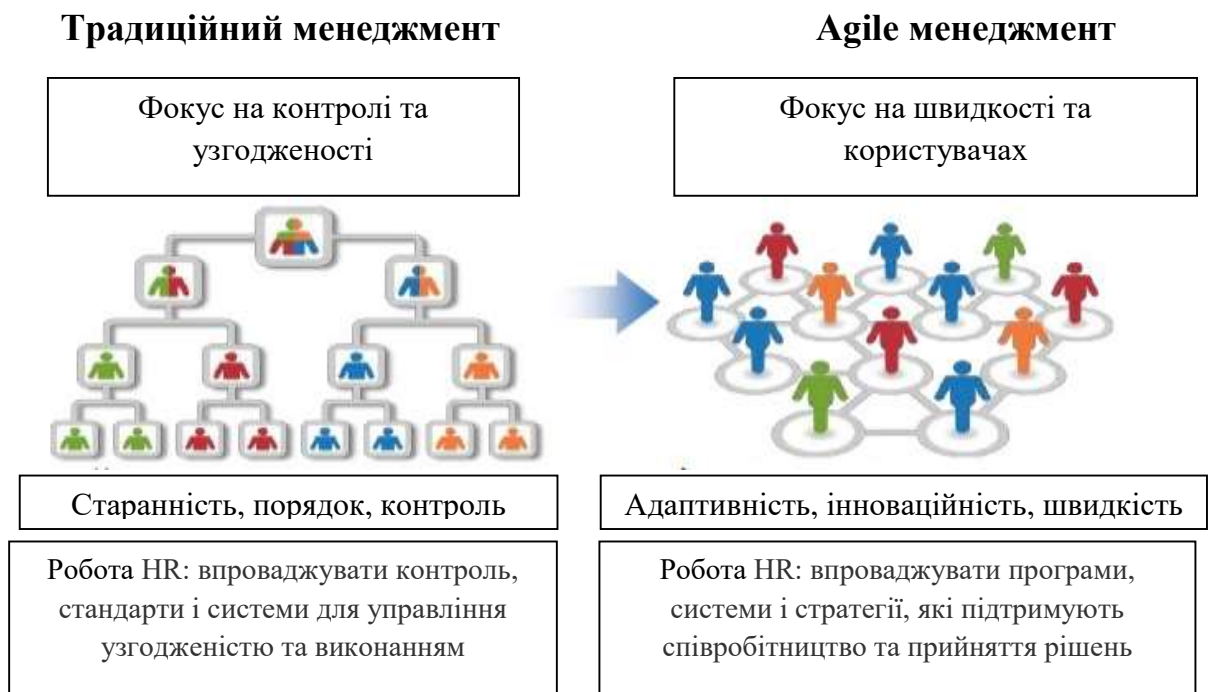 Традиційний менеджмент
Agile менеджмент
Фокус на контролі та
узгодженості
Фокус на швидкості та
користувачах
Старанність, порядок, контроль
Адаптивність, інноваційність, швидкість
Робота HR: впроваджувати контроль,
стандарти і системи для управління
узгодженістю та виконанням
Робота HR: впроваджувати програми,
системи і стратегії, які підтримують
співробітництво та прийняття рішень